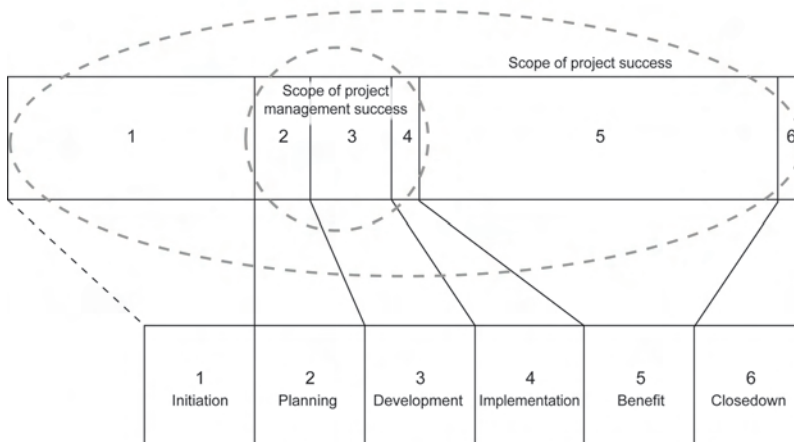 Scope of project success
Scope of project
management success
1
2
3
4
5
6
1
2
3
4
5
6
Initiation
Planning
Development
Implementation
Benefit
Closedown